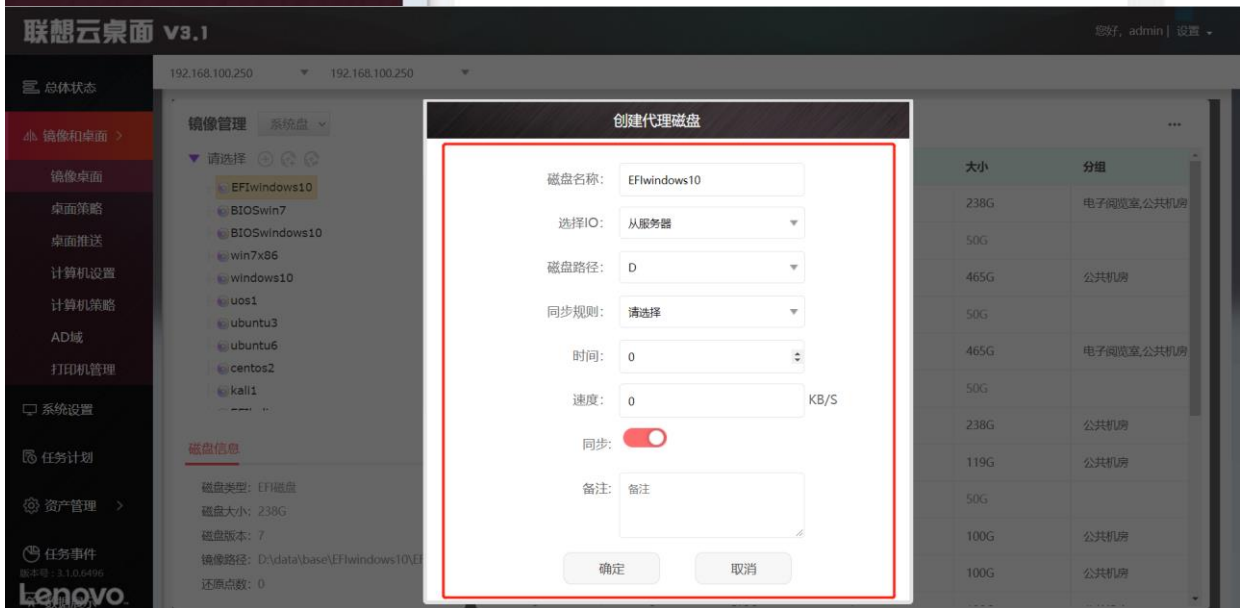 联想云桌面 V3.1
您好，admin | 设置
192.168.100.250 192.168.100.250
总体状态
镜像和桌面
镜像桌面
桌面策略
桌面推送
计算机设置
计算机策略
AD域
打印机管理
系统设置
任务计划
资产管理
任务事件
版本号：3.1.0.6496
Lenovo
镜像管理 系统盘
请选择
EFIwindows10
BIOSwin7
BIOSwindows10
win7x86
windows10
uos1
ubuntu3
ubuntu6
centos2
kali1
磁盘信息
磁盘类型：EFI磁盘
磁盘大小：238G
磁盘版本：7
镜像路径：D:\data\base\EFIwindows10\
还原点数：0
创建代理磁盘
磁盘名称： EFIwindows10
选择IO： 从服务器
磁盘路径： D
同步规则： 请选择
时间： 0
速度： 0 KB/S
同步:
备注: 备注
确定 取消
大小 分组
238G 电子阅览室,公共机房
50G
465G 公共机房
50G
465G 电子阅览室,公共机房
50G
238G 公共机房
119G 公共机房
50G
100G 公共机房
100G 公共机房